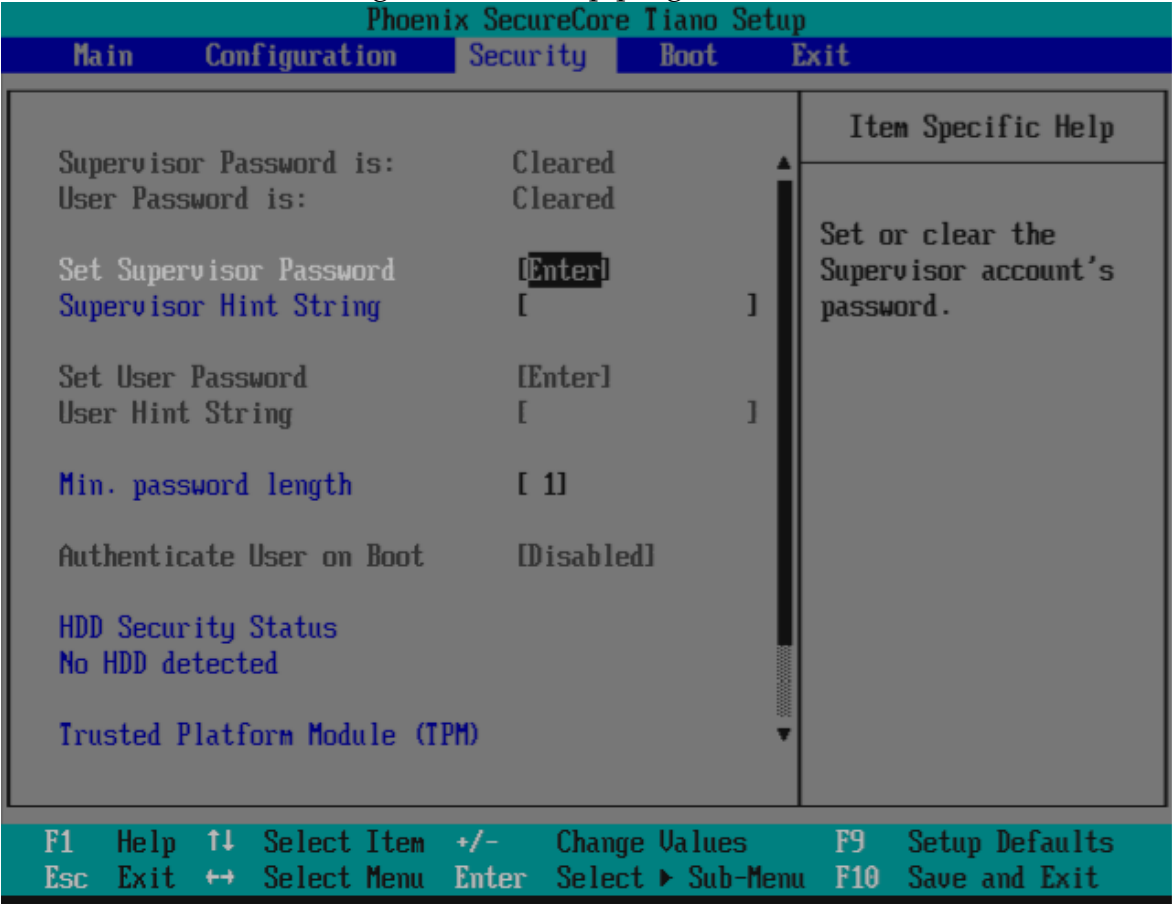 Phoenix SecureCore Tiano Setup
Main Configuration Security Boot Exit
Item Specific Help
Supervisor Password is: Cleared
User Password is: Cleared
Set Supervisor Password [Enter]
Supervisor Hint String [ ]
Set User Password [Enter]
User Hint String [ ]
Min. password length [ 1]
Authenticate User on Boot [Disabled]
HDD Security Status
No HDD detected
Trusted Platform Module (TPM)
Set or clear the
Supervisor account's
password.
F1 Help ↑↓ Select Item +/- Change Values F9 Setup Defaults
Esc Exit ↔ Select Menu Enter Select ▶ Sub-Menu F10 Save and Exit